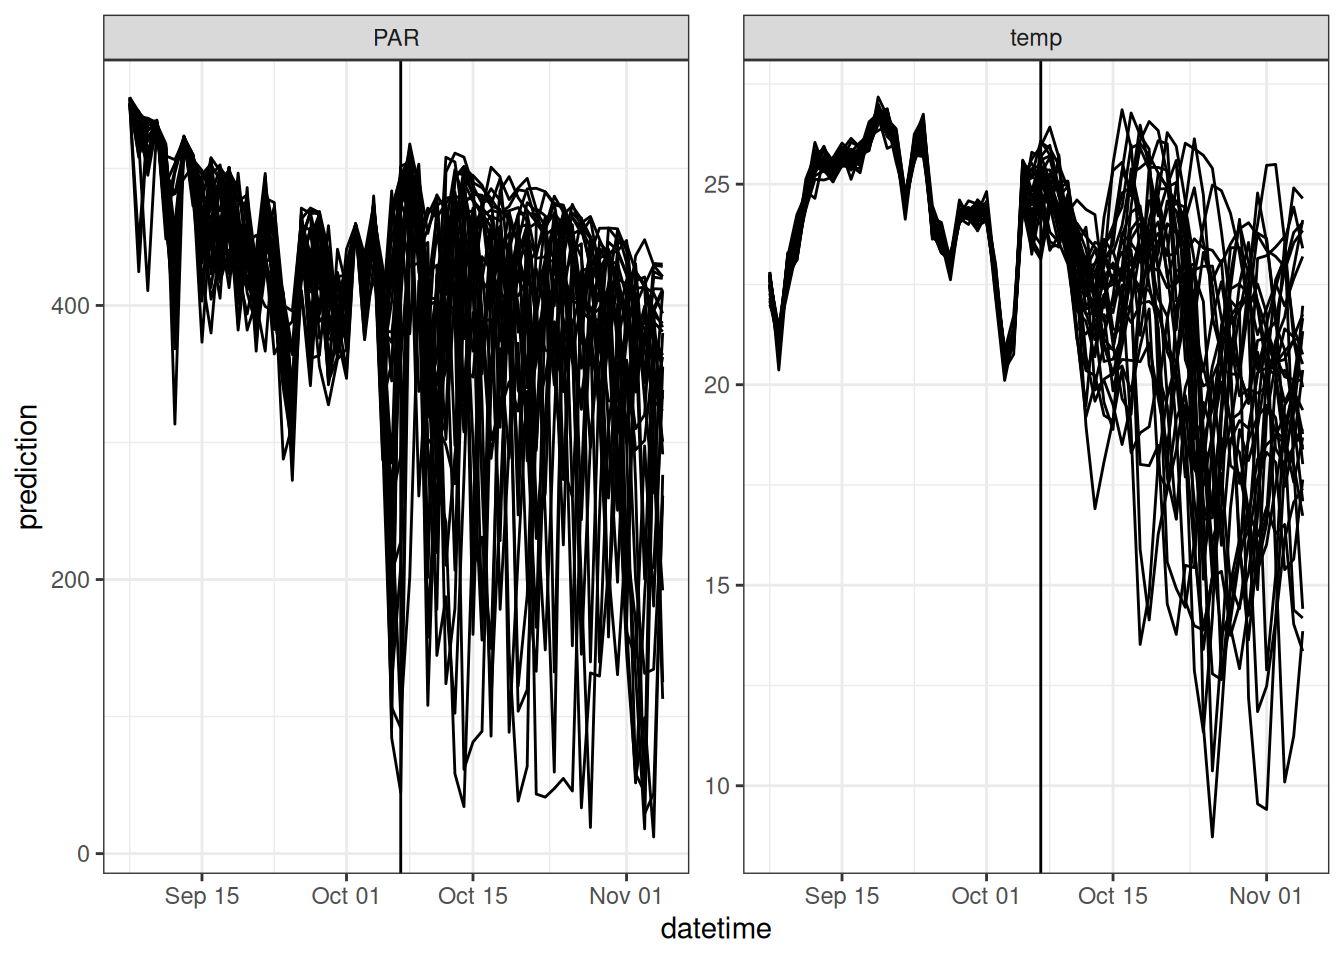 PAR
temp
prediction
400
200
0
25
20
15
10
Sep 15
Oct 01
Oct 15
Nov 01
Sep 15
Oct 01
Oct 15
Nov 01
datetime